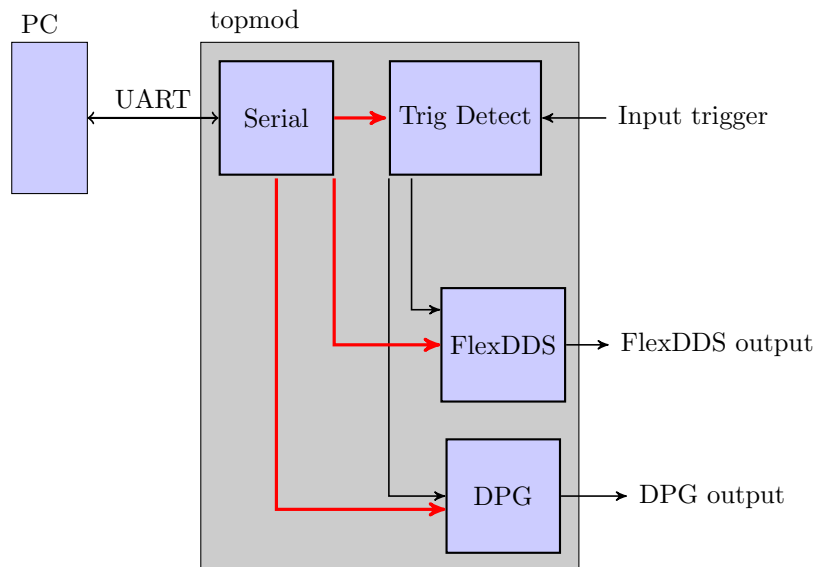 PC
topmod
UART
Serial
Trig Detect
Input trigger
FlexDDS
FlexDDS output
DPG
DPG output